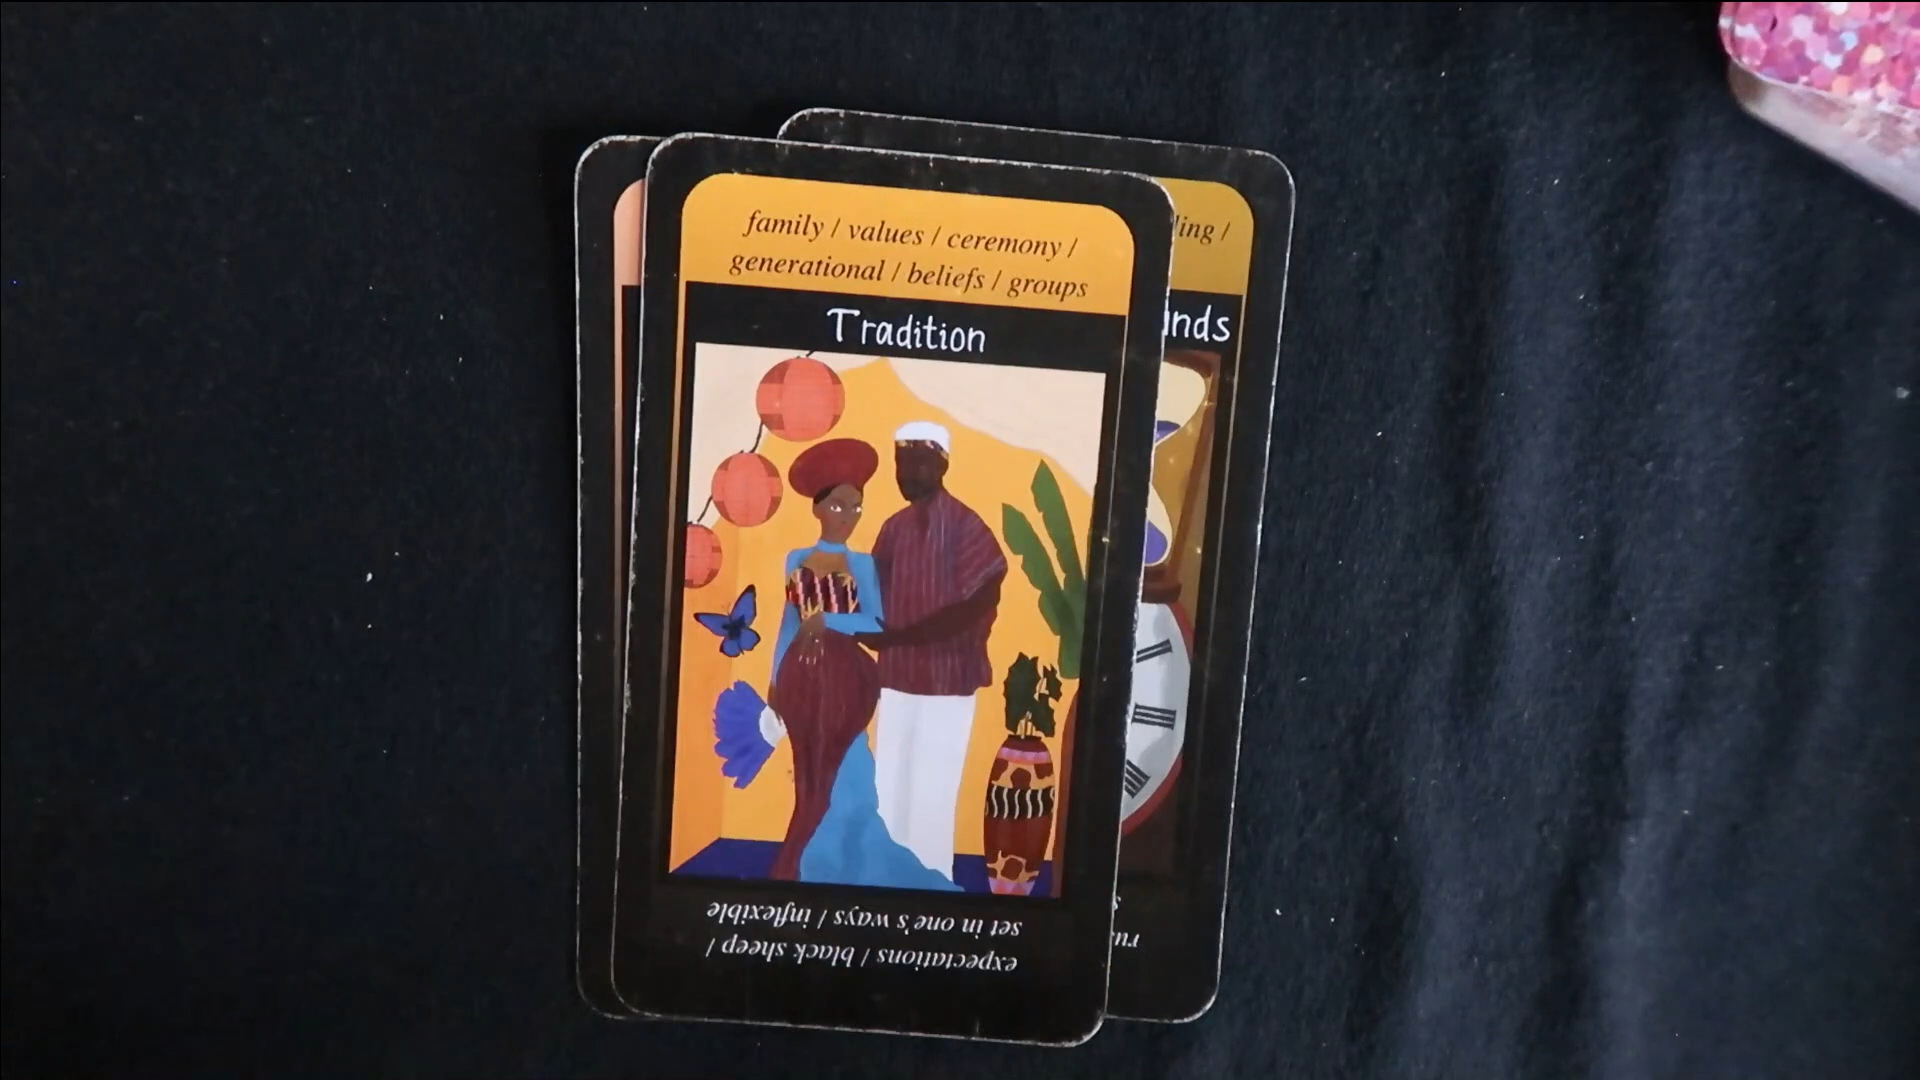 family / values / ceremony /
generational / beliefs / groups
Tradition
expectations / black sheep /
set in one's ways / inflexible